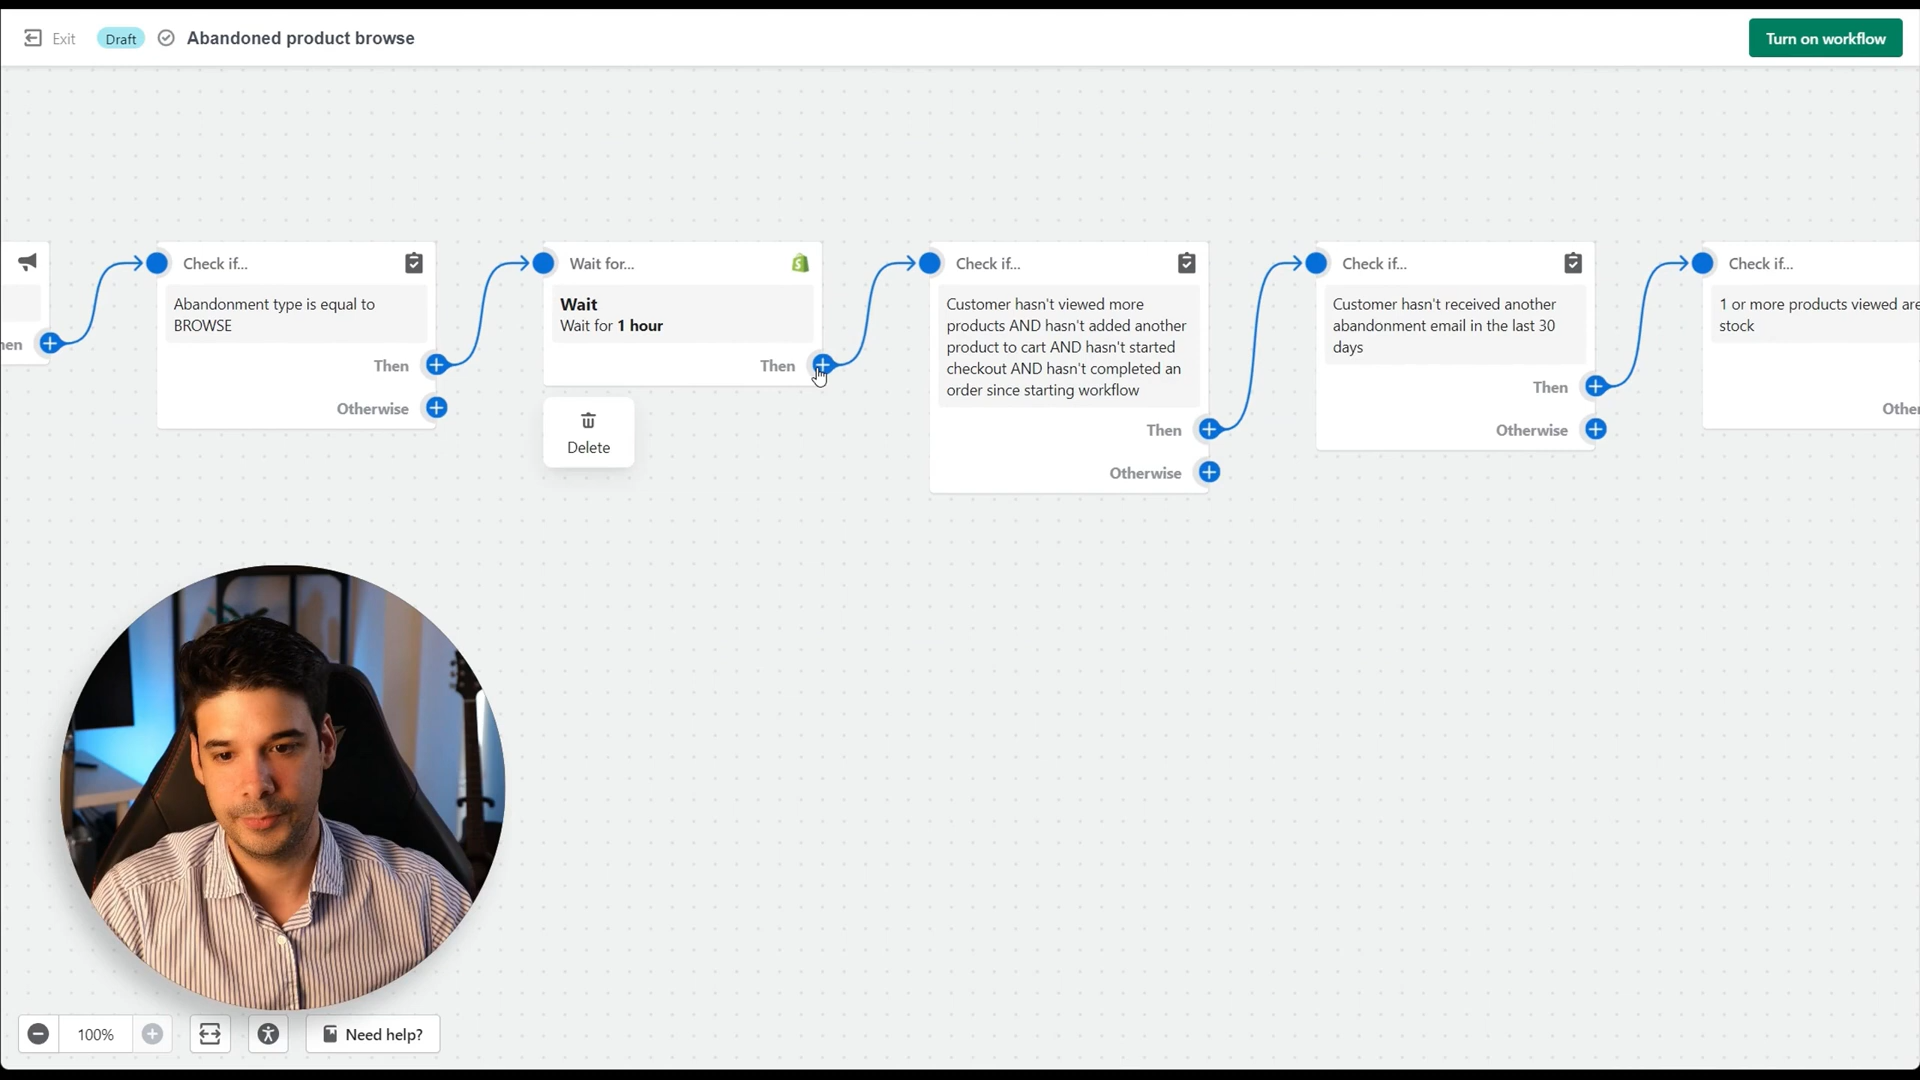 Exit
Draft
Abandoned product browse
Turn on workflow
Then
Check if...
Abandonment type is equal to
BROWSE
Then
Otherwise
Wait for...
Wait
Wait for 1 hour
Then
Delete
Check if...
Customer hasn't viewed more
products AND hasn't added another
product to cart AND hasn't started
checkout AND hasn't completed an
order since starting workflow
Then
Otherwise
Check if...
Customer hasn't received another
abandonment email in the last 30
days
Then
Otherwise
Check if...
1 or more products viewed are
stock
100%
Need help?